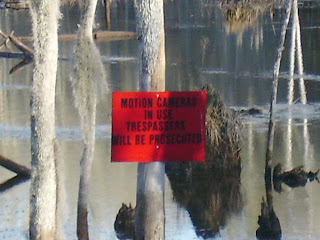 MOTION CAMERAS
IN USE
TRESPASSERS
WILL BE PROSECUTED